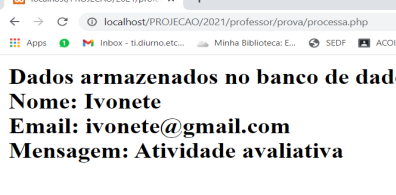 localhost/PROJECAO/2021/professor/prova/processa.php
Apps M Inbox - ti.diurno.etc... Minha Biblioteca: E... SEDF ACOI
Dados armazenados no banco de dad
Nome: Ivonete
Email: ivonete@gmail.com
Mensagem: Atividade avaliativa